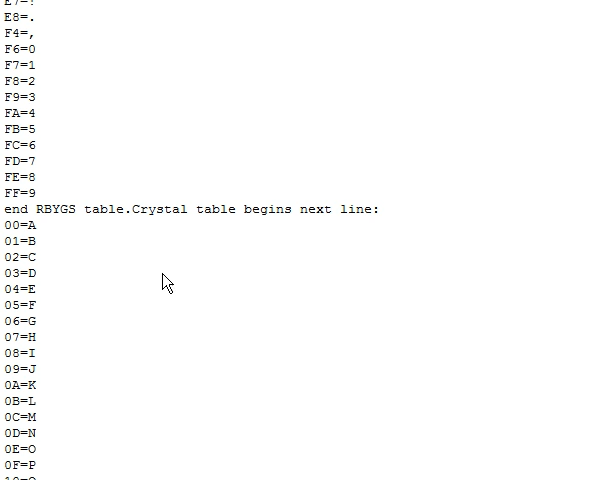 E7=!
E8=.
F4=,
F6=0
F7=1
F8=2
F9=3
FA=4
FB=5
FC=6
FD=7
FE=8
FF=9
end RBYGS table.Crystal table begins next line:
00=A
01=B
02=C
03=D
04=E
05=F
06=G
07=H
08=I
09=J
0A=K
0B=L
0C=M
0D=N
0E=O
0F=P